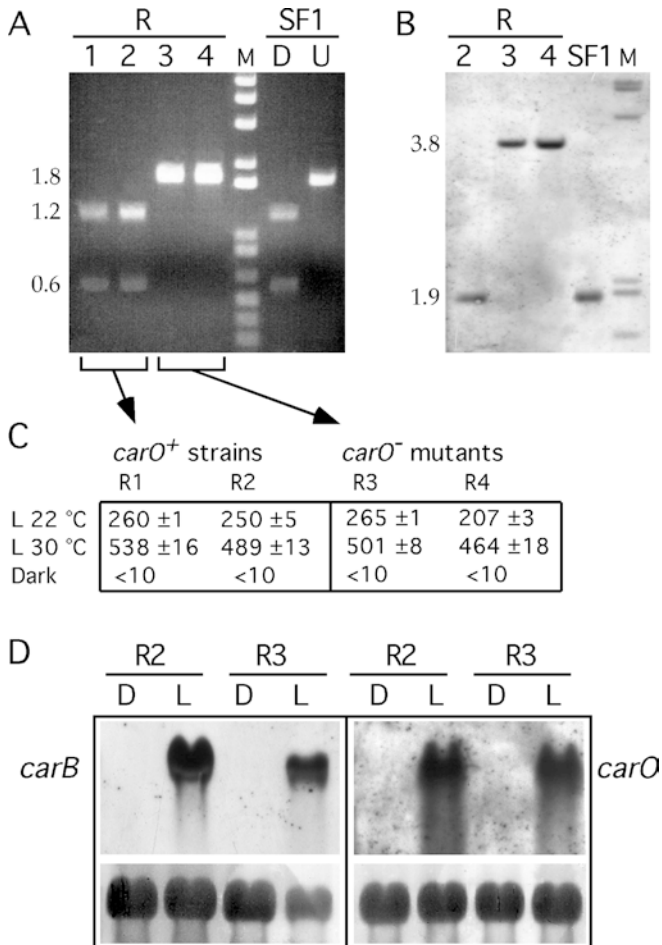 A
R
SF1
1 2 3 4 M D U
1.8
1.2
0.6
B
R
2 3 4 SF1 M
3.8
1.9
C
carO+ strains carO- mutants
R1 R2 R3 R4
L 22 °C 260 ±1 250 ±5 265 ±1 207 ±3
L 30 °C 538 ±16 489 ±13 501 ±8 464 ±18
Dark <10 <10 <10 <10
D
R2 R3 R2 R3
D L D L D L D L
carB carO